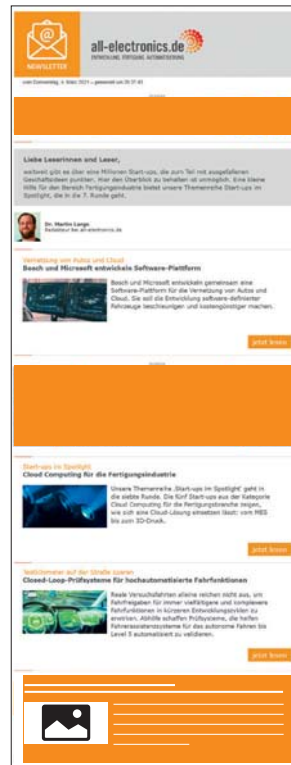 NEWSLETTER
all-electronics.de
ENTWICKLUNG. FERTIGUNG. AUTOMATISIERUNG
Liebe Leserinnen und Leser,
weltweit gibt es über eine Millionen Start-ups, die zum Teil mit ausgefallenen
Geschäftsideen punkten. Hier den Überblick zu behalten ist unmöglich. Eine kleine
Hilfe für den Bereich Fertigungsindustrie bietet unsere Themenreihe Start-ups im
Spotlight, die in die 7. Runde geht.
Dr. Martin Large
Redakteur bei all-electronics.de
Vernetzung von Autos und Cloud
Bosch und Microsoft entwickeln Software-Plattform
Bosch und Microsoft entwickeln gemeinsam eine
Software-Plattform für die Vernetzung von Autos und
Cloud. Sie soll die Entwicklung software-definierter
Fahrzeuge beschleunigen und kostengünstiger machen.
jetzt lesen
Start-ups im Spotlight
Cloud Computing für die Fertigungsindustrie
Unsere Themenreihe ‚Start-ups im Spotlight' geht in
die siebte Runde. Die fünf Start-ups aus der Kategorie
Cloud Computing für die Fertigungsbranche zeigen,
wie sich eine Cloud-Lösung einsetzen lässt: vom MES
bis zum 3D-Druck.
jetzt lesen
Testkilometer auf der Straße sparen
Closed-Loop-Prüfsysteme für hochautomatisierte Fahrfunktionen
Reale Versuchsfahrten alleine reichen nicht aus, um
Fahrfreigaben für immer vielfältigere und komplexere
Fahrfunktionen in kürzeren Entwicklungszyklen zu
erwirken. Abhilfe schaffen Prüfsysteme, die helfen
Fahrerassistenzsysteme für das autonome Fahren bis
Level 5 automatisiert zu validieren.
jetzt lesen